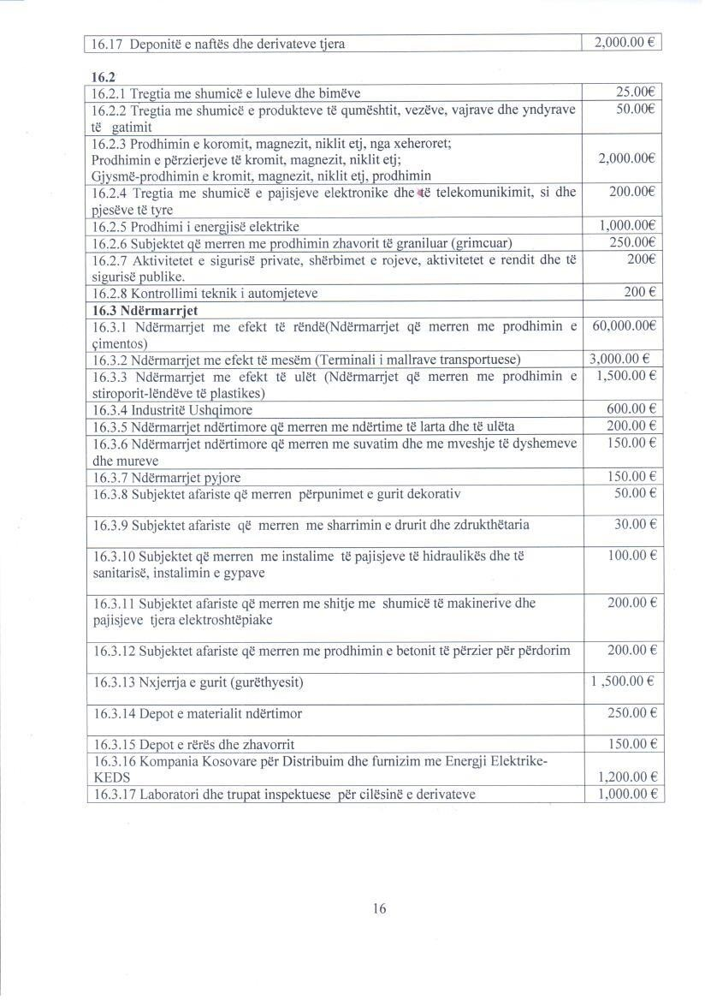 16.17 Deponitë e naftës dhe derivateve tjera 2,000.00 €
16.2
16.2.1 Tregtia me shumicë e luleve dhe bimëve 25.00€
16.2.2 Tregtia me shumicë e produkteve të qumështit, vezëve, vajrave dhe yndyrave 50.00€
të gatimit
16.2.3 Prodhimin e koromit, magnezit, niklit etj, nga xeheroret;
Prodhimin e përzierjeve të kromit, magnezit, niklit etj; 2,000.00€
Gjysmë-prodhimin e kromit, magnezit, niklit etj, prodhimin
16.2.4 Tregtia me shumicë e pajisjeve elektronike dhe të telekomunikimit, si dhe 200.00€
pjesëve të tyre
16.2.5 Prodhimi i energjisë elektrike 1,000.00€
16.2.6 Subjektet që merren me prodhimin zhavorit të graniluar (grimcuar) 250.00€
16.2.7 Aktivitetet e sigurisë private, shërbimet e rojeve, aktivitetet e rendit dhe të 200€
sigurisë publike.
16.2.8 Kontrollimi teknik i automjeteve 200 €
16.3 Ndërmarrjet
16.3.1 Ndërmarrjet me efekt të rëndë(Ndërmarrjet që merren me prodhimin e 60,000.00€
çimentos)
16.3.2 Ndërmarrjet me efekt të mesëm (Terminali i mallrave transportuese) 3,000.00 €
16.3.3 Ndërmarrjet me efekt të ulët (Ndërmarrjet që merren me prodhimin e 1,500.00 €
stiroporit-lëndëve të plastikes)
16.3.4 Industritë Ushqimore 600.00 €
16.3.5 Ndërmarrjet ndërtimore që merren me ndërtime të larta dhe të ulëta 200.00 €
16.3.6 Ndërmarrjet ndërtimore që merren me suvatim dhe me mveshje të dyshemeve 150.00 €
dhe mureve
16.3.7 Ndërmarrjet pyjore 150.00 €
16.3.8 Subjektet afariste që merren përpunimet e gurit dekorativ 50.00 €
16.3.9 Subjektet afariste që merren me sharrimin e drurit dhe zdrukthëtaria 30.00 €
16.3.10 Subjektet që merren me instalime të pajisjeve të hidraulikës dhe të 100.00 €
sanitarisë, instalimin e gypave
16.3.11 Subjektet afariste që merren me shitje me shumicë të makinerive dhe 200.00 €
pajisjeve tjera elektroshtëpiake
16.3.12 Subjektet afariste që merren me prodhimin e betonit të përzier për përdorim 200.00 €
16.3.13 Nxjerrja e gurit (gurëthyesit) 1 ,500.00 €
16.3.14 Depot e materialit ndërtimor 250.00 €
16.3.15 Depot e rërës dhe zhavorrit 150.00 €
16.3.16 Kompania Kosovare për Distribuim dhe furnizim me Energji Elektrike-
KEDS 1,200.00 €
16.3.17 Laboratori dhe trupat inspektuese për cilësinë e derivateve 1,000.00 €
16